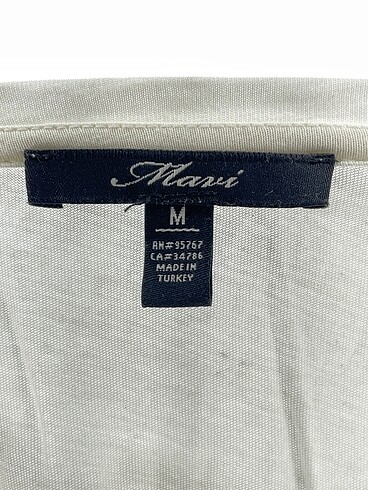 Mavi
M
RN#95767
CA#34786
MADE IN
TURKEY